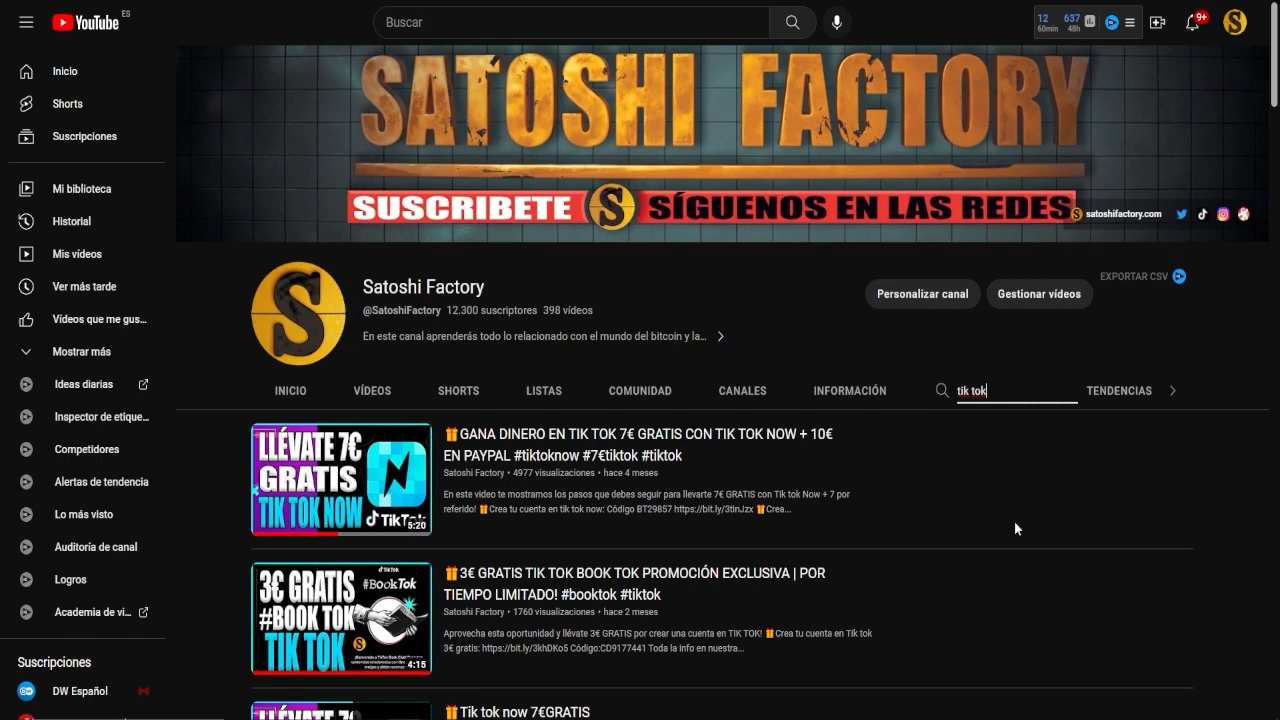 YouTube ES
Buscar
12 637
60min 48h
9+
Inicio
Shorts
Suscripciones
Mi biblioteca
Historial
Mis vídeos
Ver más tarde
Vídeos que me gus...
Mostrar más
Ideas diarias
Inspector de etique...
Competidores
Alertas de tendencia
Lo más visto
Auditoría de canal
Logros
Academia de vi...
Suscripciones
DW Español
SATOSHI FACTORY
SUSCRIBETE S SÍGUENOS EN LAS REDES
satoshifactory.com
Satoshi Factory
@SatoshiFactory 12.300 suscriptores 398 vídeos
En este canal aprenderás todo lo relacionado con el mundo del bitcoin y la...
Personalizar canal
Gestionar vídeos
EXPORTAR CSV
INICIO VÍDEOS SHORTS LISTAS COMUNIDAD CANALES INFORMACIÓN tik tok TENDENCIAS
LLÉVATE 7€
GRATIS
TIK TOK NOW
TikTok
5:20
GANA DINERO EN TIK TOK 7€ GRATIS CON TIK TOK NOW + 10€
EN PAYPAL #tiktoknow #7€tiktok #tiktok
Satoshi Factory • 4977 visualizaciones • hace 4 meses
En este video te mostramos los pasos que debes seguir para llevarte 7€ GRATIS con Tik tok Now + 7 por
referido! Crea tu cuenta en tik tok now: Código BT29857 https://bit.ly/3tinJzx Crea...
TikTok
3€ GRATIS
#BookTok
#BOOK TOK
TIK TOK
4:15
3€ GRATIS TIK TOK BOOK TOK PROMOCIÓN EXCLUSIVA | POR
TIEMPO LIMITADO! #booktok #tiktok
Satoshi Factory • 1760 visualizaciones • hace 2 meses
Aprovecha esta oportunidad y llévate 3€ GRATIS por crear una cuenta en TIK TOK! Crea tu cuenta en Tik tok
3€ gratis: https://bit.ly/3khDKo5 Código:CD9177441 Toda la info en nuestra...
LLÉVATE 7€
Tik tok now 7€GRATIS